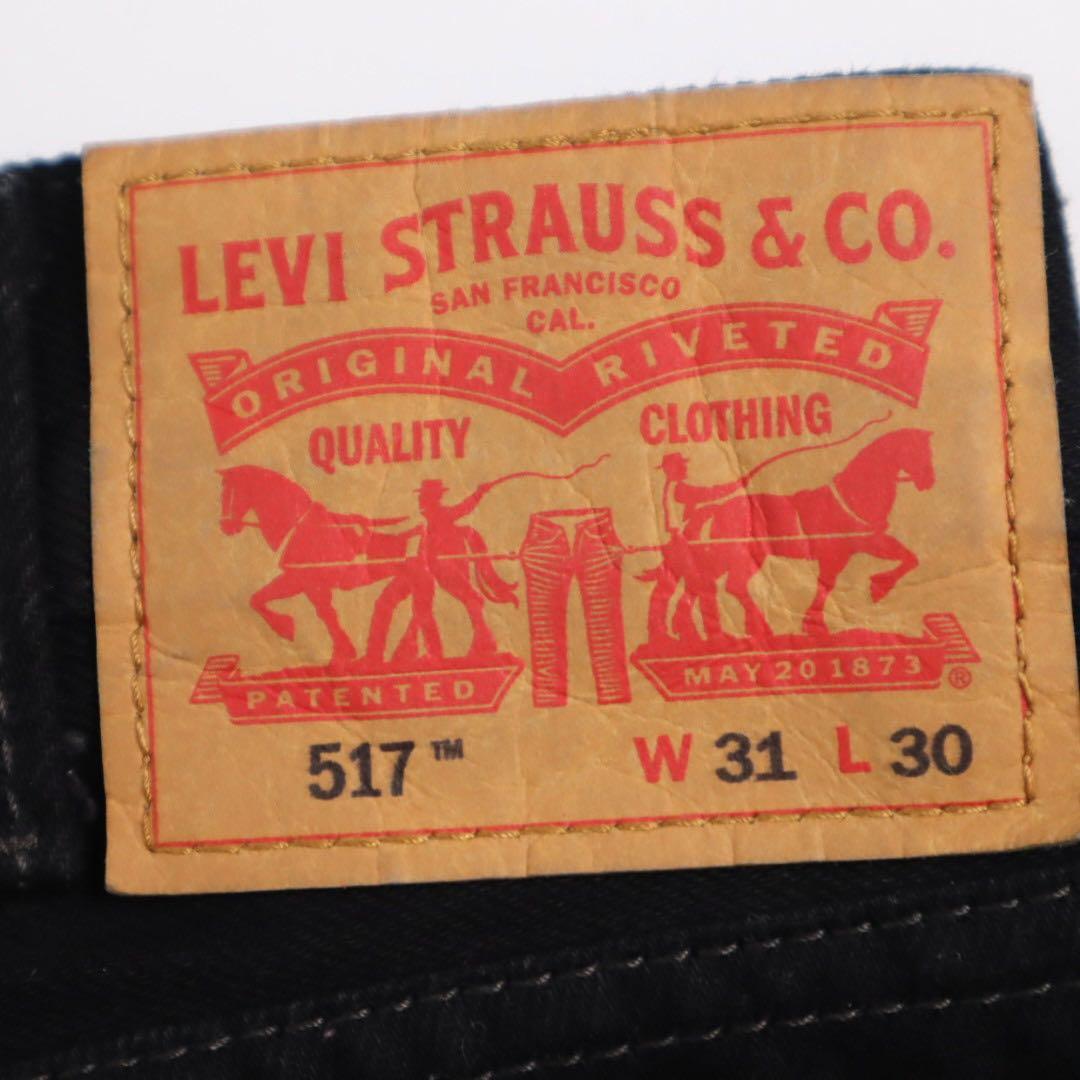 LEVI STRAUSS & CO.
SAN FRANCISCO
CAL.
ORIGINAL RIVETED
QUALITY CLOTHING
PATENTED MAY 20 1873 ®
517™ W 31 L 30